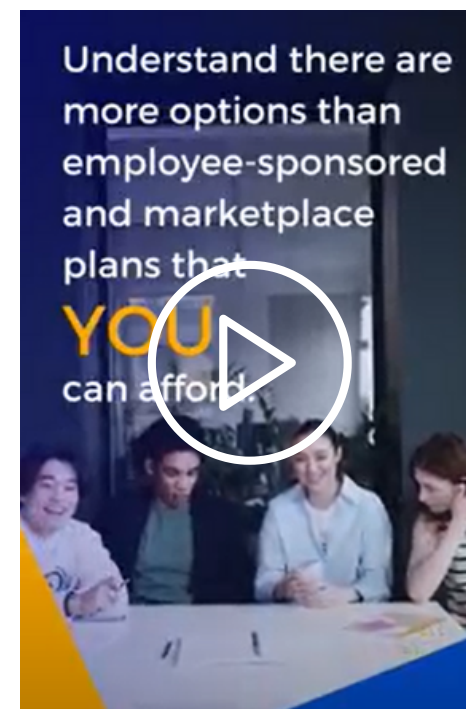 Understand there are
more options than
employee-sponsored
and marketplace
plans that
YOU
can afford.